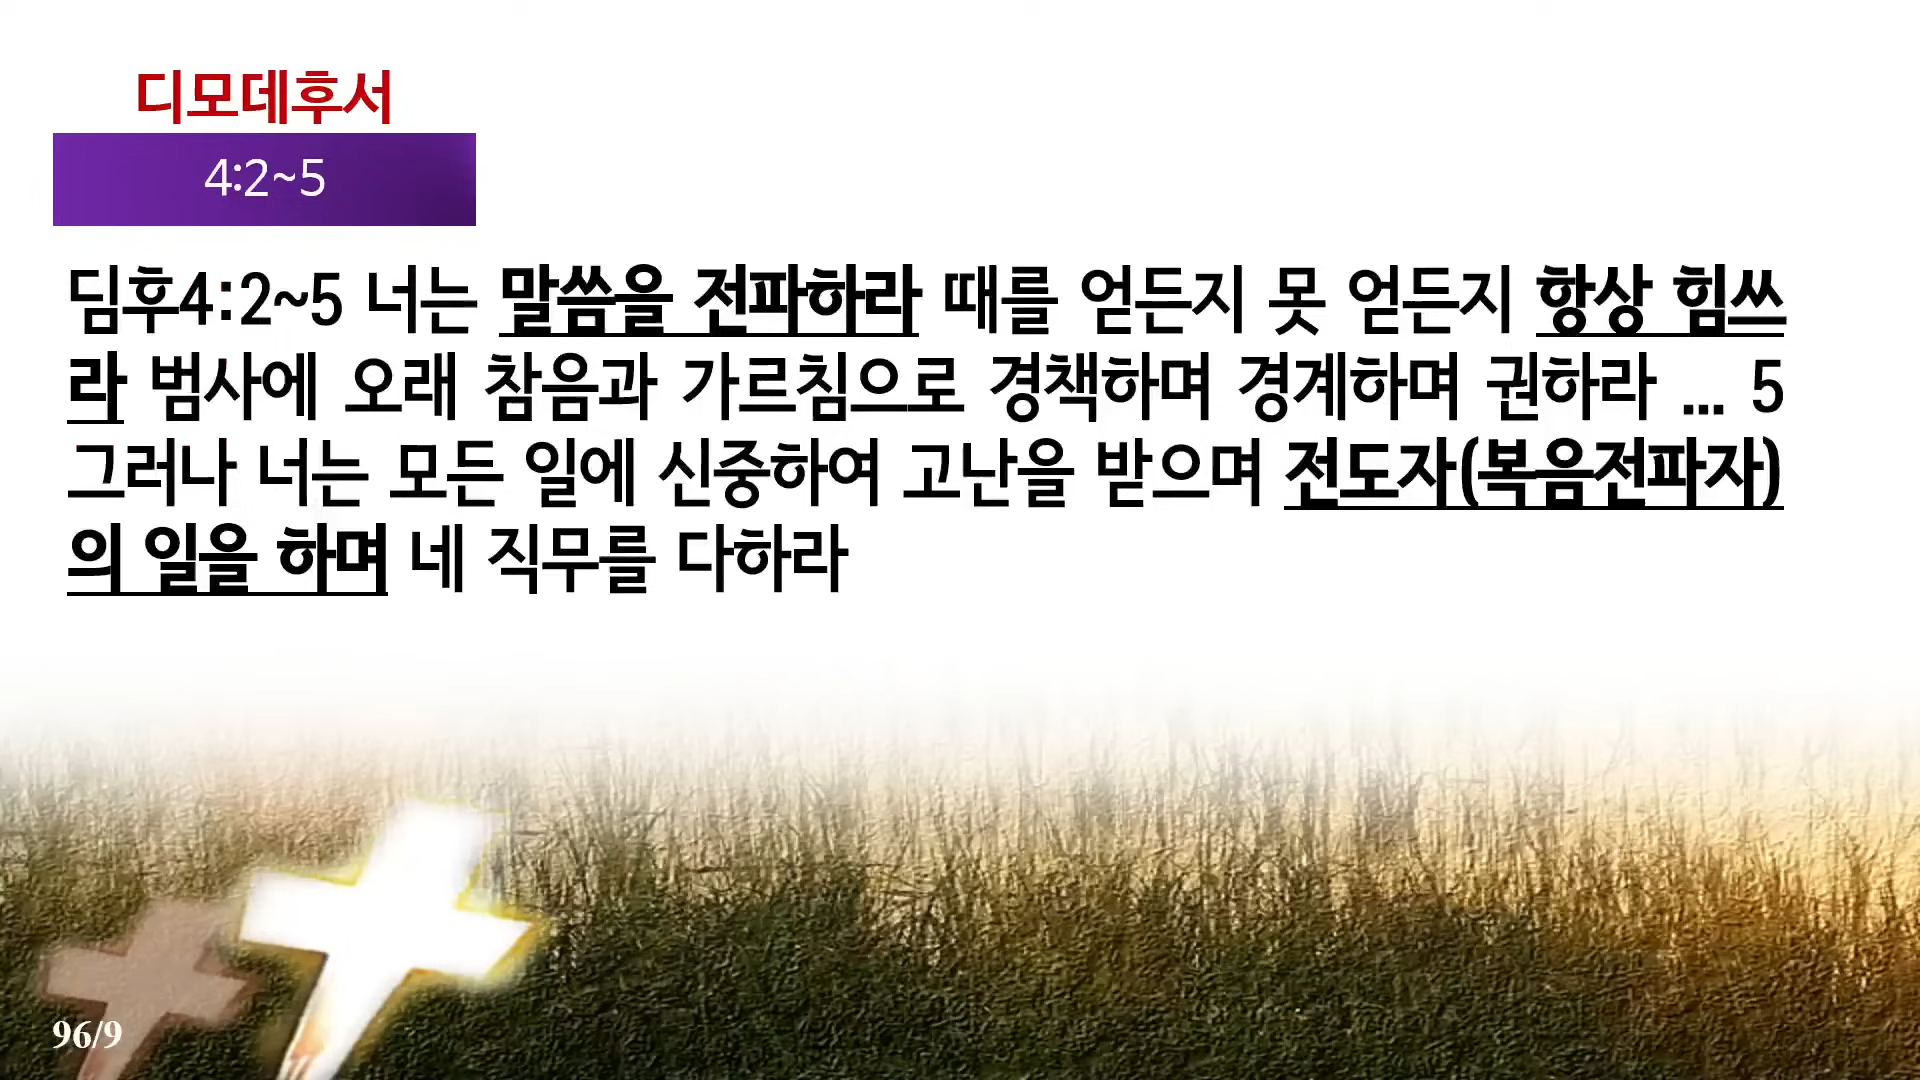 디모데후서
4:2~5
딤후4:2~5 너는 말씀을 전파하라 때를 얻든지 못 얻든지 항상 힘쓰
라 범사에 오래 참음과 가르침으로 경책하며 경계하며 권하라 ... 5
그러나 너는 모든 일에 신중하여 고난을 받으며 전도자(복음전파자)
의 일을 하며 네 직무를 다하라
96/9